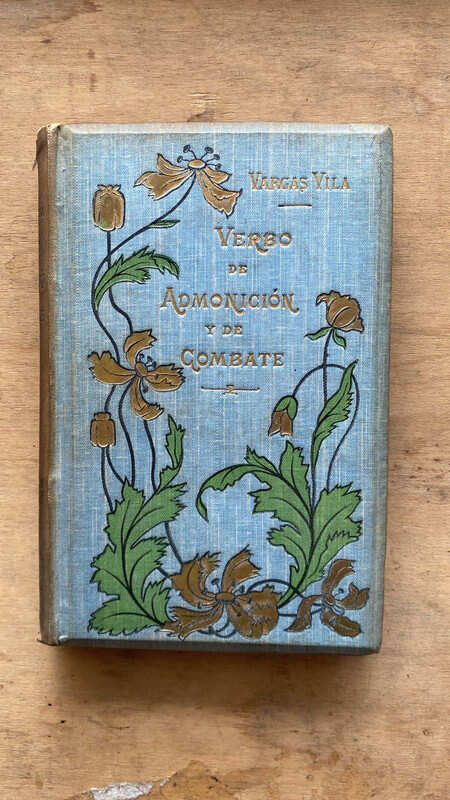 VARGAS VILA
VERBO
DE
ADMONICIÓN
Y DE
COMBATE